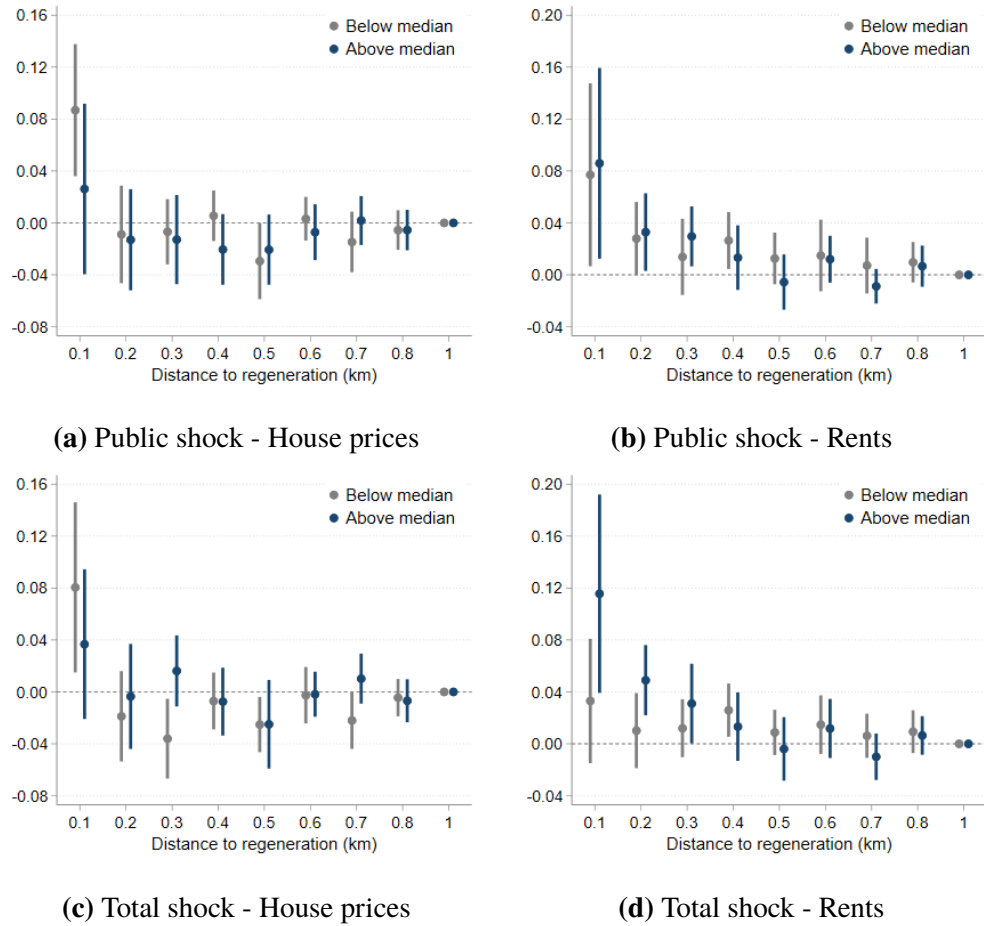 0.16
0.12
0.08
0.04
0.00
-0.04
-0.08
Below median
Above median
0.1 0.2 0.3 0.4 0.5 0.6 0.7 0.8 1
Distance to regeneration (km)
(a) Public shock - House prices
0.20
0.16
0.12
0.08
0.04
0.00
-0.04
Below median
Above median
0.1 0.2 0.3 0.4 0.5 0.6 0.7 0.8 1
Distance to regeneration (km)
(b) Public shock - Rents
0.16
0.12
0.08
0.04
0.00
-0.04
-0.08
Below median
Above median
0.1 0.2 0.3 0.4 0.5 0.6 0.7 0.8 1
Distance to regeneration (km)
(c) Total shock - House prices
0.20
0.16
0.12
0.08
0.04
0.00
-0.04
Below median
Above median
0.1 0.2 0.3 0.4 0.5 0.6 0.7 0.8 1
Distance to regeneration (km)
(d) Total shock - Rents